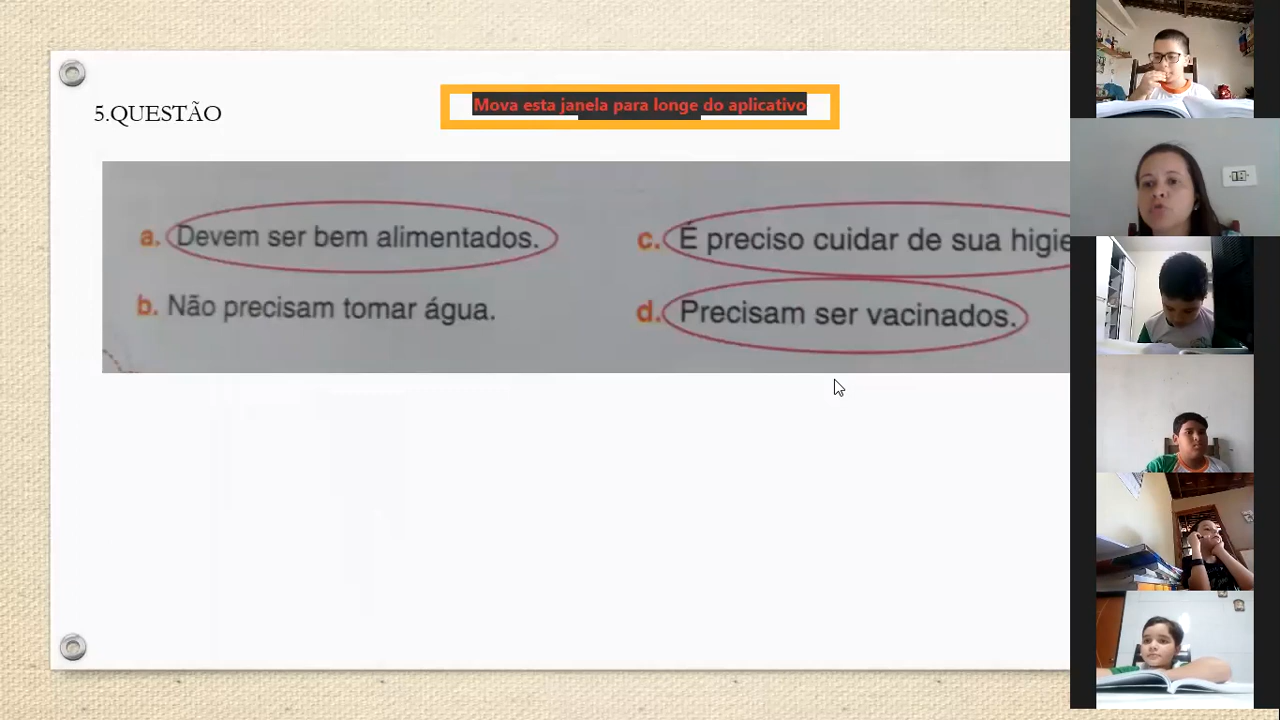 5.QUESTÃO
Mova esta janela para longe do aplicativo
a. Devem ser bem alimentados.
b. Não precisam tomar água.
c. É preciso cuidar de sua
d. Precisam ser vacinados.